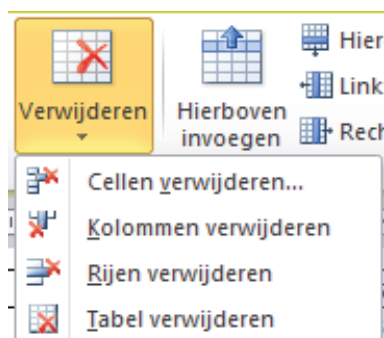 Verwijderen
Hierboven
invoegen
Hier
Link
Rech
Cellen verwijderen...
Kolommen verwijderen
Rijen verwijderen
Tabel verwijderen